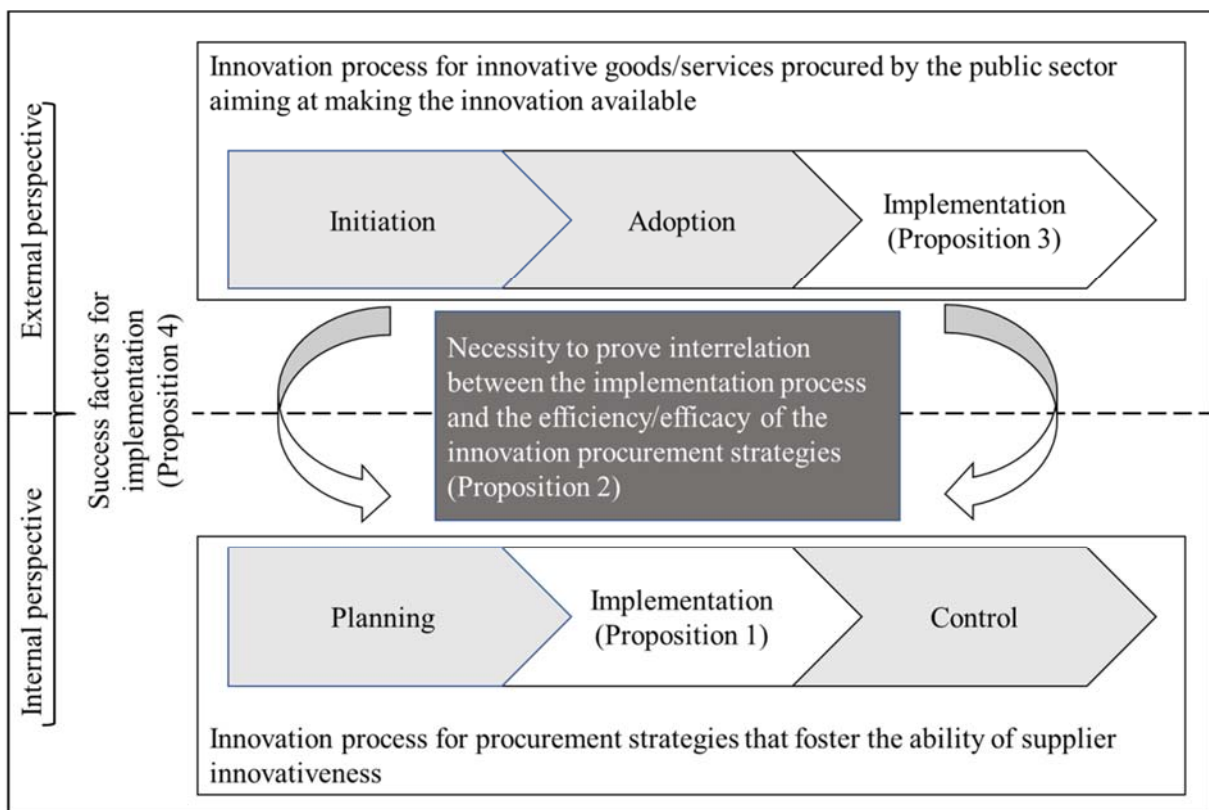 Innovation process for innovative goods/services procured by the public sector
aiming at making the innovation available
External perspective
Initiation
Adoption
Implementation
(Proposition 3)
Success factors for
implementation
(Proposition 4)
Necessity to prove interrelation
between the implementation process
and the efficiency/efficacy of the
innovation procurement strategies
(Proposition 2)
Internal perspective
Planning
Implementation
(Proposition 1)
Control
Innovation process for procurement strategies that foster the ability of supplier
innovativeness